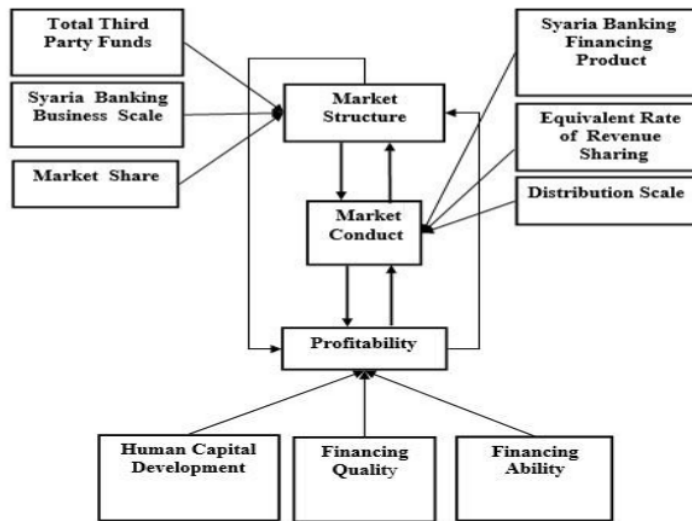 Total Third
Party Funds
Syaria Banking
Business Scale
Market Share
Market
Structure
Market
Conduct
Profitability
Syaria Banking
Financing
Product
Equivalent Rate
of Revenue
Sharing
Distribution Scale
Human Capital
Development
Financing
Quality
Financing
Ability